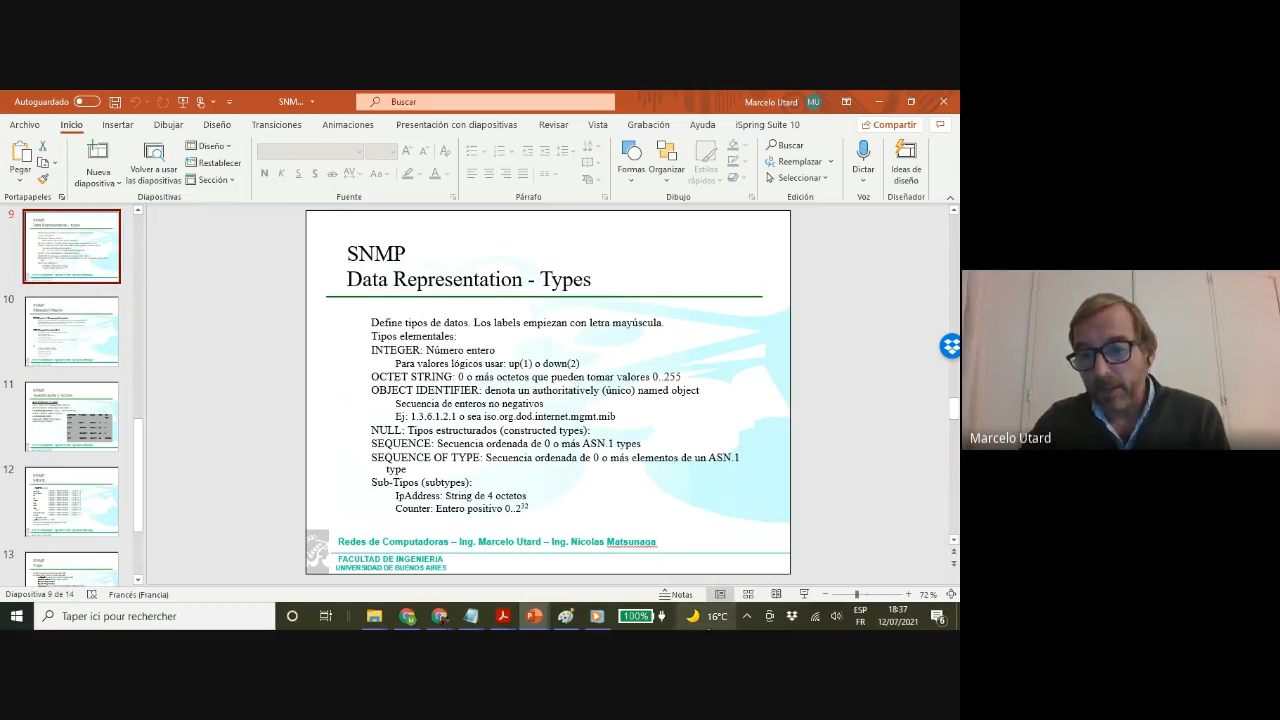 Autoguardado
SNM...
Buscar
Marcelo Utard
MU
Archivo
Inicio
Insertar
Dibujar
Diseño
Transiciones
Animaciones
Presentación con diapositivas
Revisar
Vista
Grabación
Ayuda
iSpring Suite 10
Compartir
Pegar
Nueva diapositiva
Volver a usar las diapositivas
Diseño
Restablecer
Sección
N K S S ab AV Aa A
Formas
Organizar
Estilos rápidos
Buscar
Reemplazar
Seleccionar
Dictar
Ideas de diseño
Portapapeles
Diapositivas
Fuente
Párrafo
Dibujo
Edición
Voz
Diseñador
9
10
11
12
13
SNMP
Data Representation - Types
Define tipos de datos. Los labels empiezan con letra mayúscula.
Tipos elementales:
INTEGER: Número entero
Para valores lógicos usar: up(1) o down(2)
OCTET STRING: 0 o más octetos que pueden tomar valores 0..255
OBJECT IDENTIFIER: denota un authoritatively (único) named object
Secuencia de enteros no negativos
Ej: 1.3.6.1.2.1 o
NULL: Tipos estructurados (constructed types):
SEQUENCE: Secuencia ordenada de 0 o más ASN.1 types
SEQUENCE OF TYPE: Secuencia ordenada de 0 o más elementos de un ASN.1
type
Sub-Tipos (subtypes):
IpAddress: String de 4 octetos
Counter: Entero positivo 0..2³²
Redes de Computadoras – Ing. Marcelo Utard – Ing. Nicolas Matsunaga
FACULTAD DE INGENIERIA
UNIVERSIDAD DE BUENOS AIRES
Marcelo Utard
Diapositiva 9 de 14
Francés (Francia)
Notas
72 %
Taper ici pour rechercher
100%
16°C
ESP
FR
18:37
12/07/2021
6